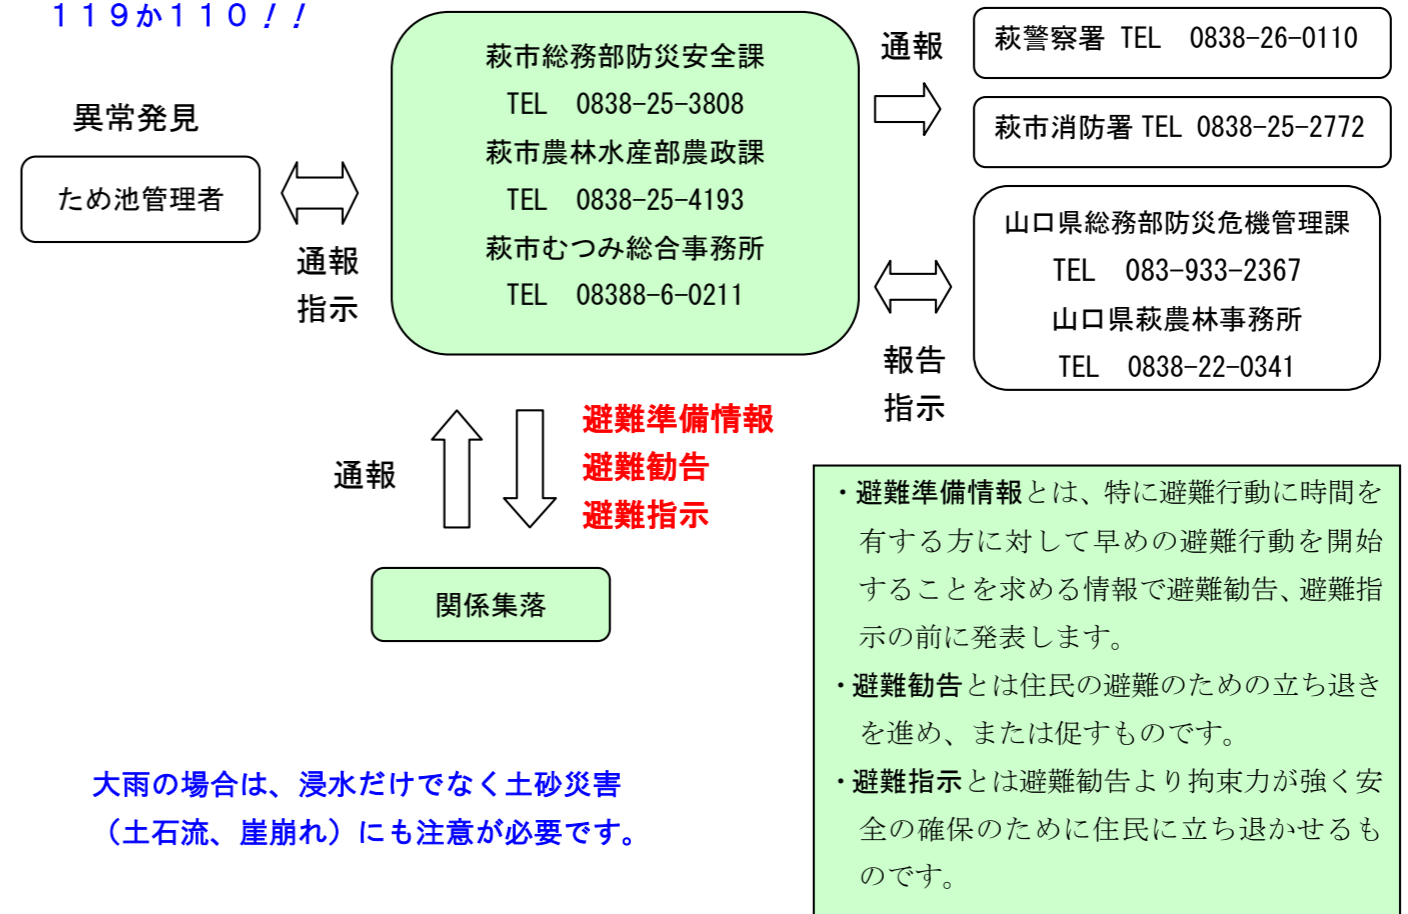 119か110！！
異常発見
ため池管理者
通報
指示
萩市総務部防災安全課
TEL 0838-25-3808
萩市農林水産部農政課
TEL 0838-25-4193
萩市むつみ総合事務所
TEL 08388-6-0211
通報
萩警察署 TEL 0838-26-0110
萩市消防署 TEL 0838-25-2772
山口県総務部防災危機管理課
TEL 083-933-2367
山口県萩農林事務所
TEL 0838-22-0341
報告
指示
通報
避難準備情報
避難勧告
避難指示
関係集落
・避難準備情報とは、特に避難行動に時間を
有する方に対して早めの避難行動を開始
することを求める情報で避難勧告、避難指
示の前に発表します。
・避難勧告とは住民の避難のための立ち退き
を進め、または促すものです。
・避難指示とは避難勧告より拘束力が強く安
全の確保のために住民に立ち退かせるも
のです。
大雨の場合は、浸水だけでなく土砂災害
（土石流、崖崩れ）にも注意が必要です。